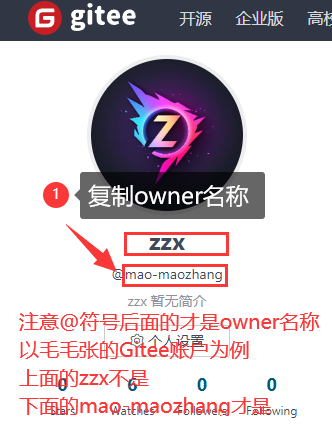 gitee 开源 企业版 高校
1 复制owner名称
zzx
@mao-maozhang
zzx 暂无简介
注意@符号后面的才是owner名称
个人设置
以毛毛张的Gitee账户为例
上面的zzx不是
0 6 0 0
下面的mao-maozhang才是
Stars Watches Followers Following